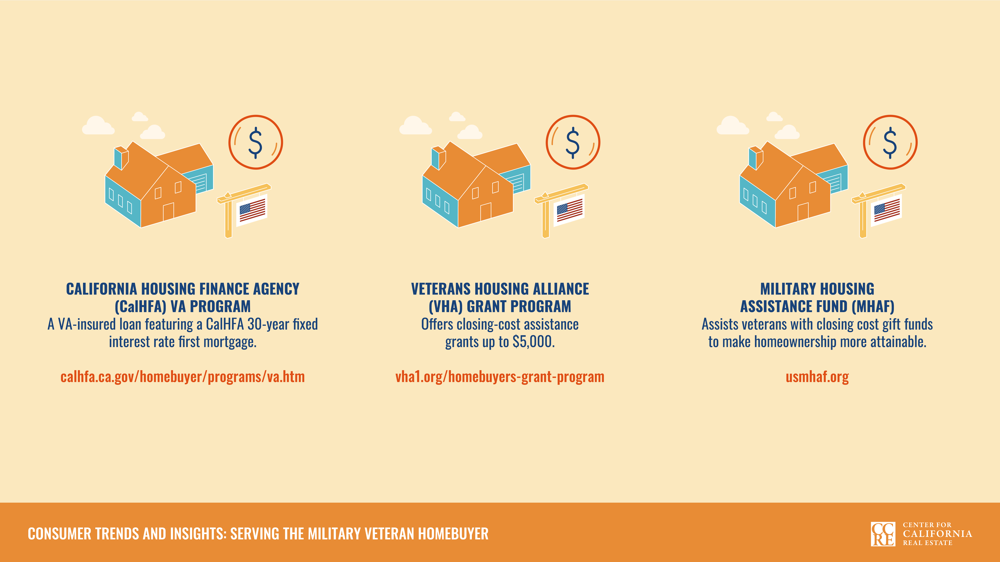 CALIFORNIA HOUSING FINANCE AGENCY
(CalHFA) VA PROGRAM
A VA-insured loan featuring a CalHFA 30-year fixed
interest rate first mortgage.
calhfa.ca.gov/homebuyer/programs/va.htm
VETERANS HOUSING ALLIANCE
(VHA) GRANT PROGRAM
Offers closing-cost assistance
grants up to $5,000.
vha1.org/homebuyers-grant-program
MILITARY HOUSING
ASSISTANCE FUND (MHAF)
Assists veterans with closing cost gift funds
to make homeownership more attainable.
usmhaf.org
$
$
$
CONSUMER TRENDS AND INSIGHTS: SERVING THE MILITARY VETERAN HOMEBUYER
CC
RE
CENTER FOR
CALIFORNIA
REAL ESTATE